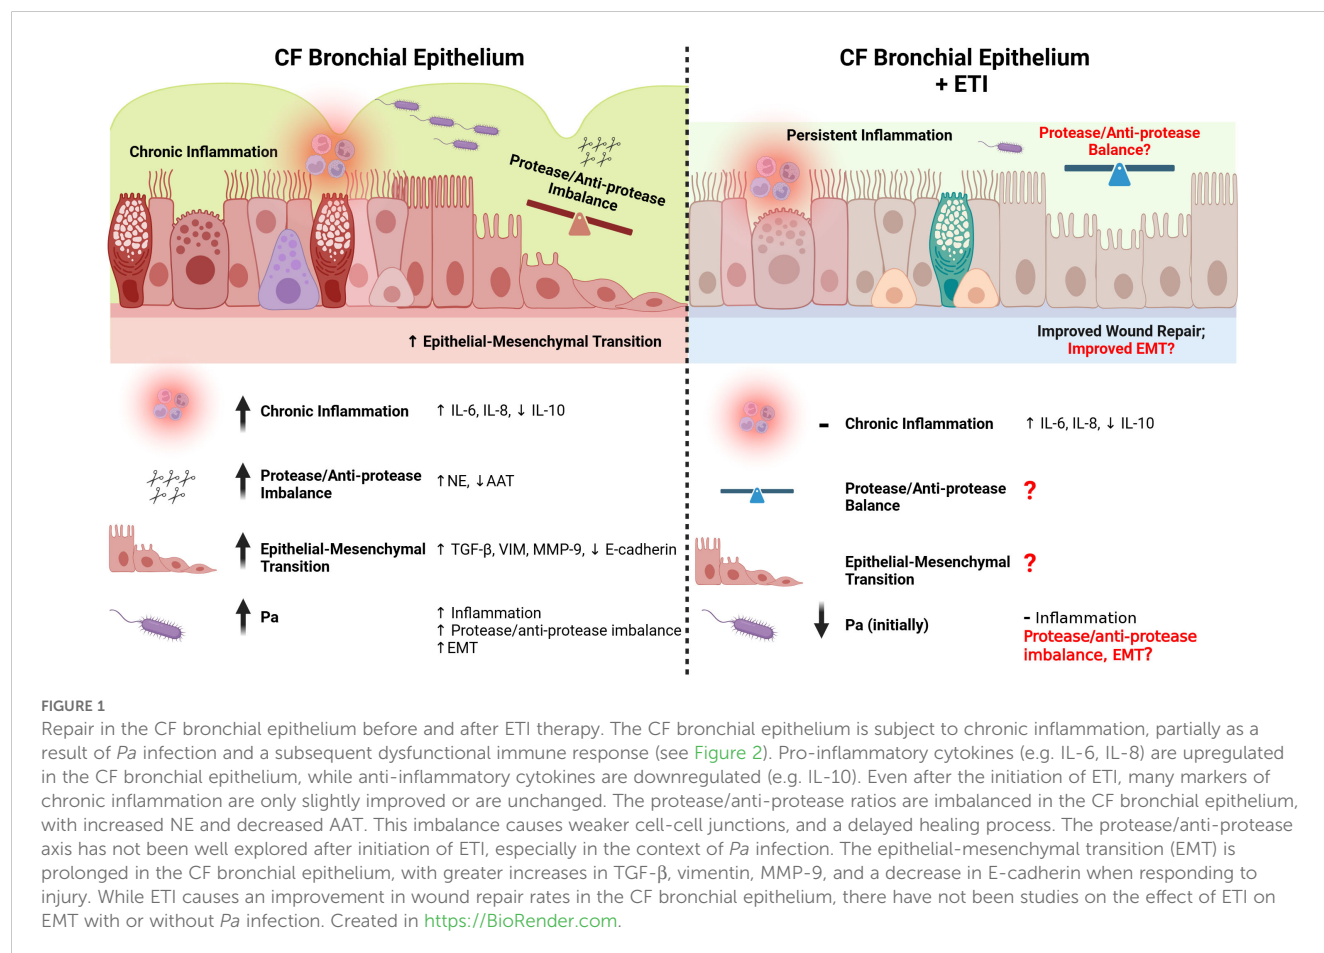 CF Bronchial Epithelium
Chronic Inflammation
Protease/Anti-protease
Imbalance
↑ Epithelial-Mesenchymal Transition
↑ Chronic Inflammation ↑ IL-6, IL-8, ↓ IL-10
↑ Protease/Anti-protease
Imbalance
↑NE, ↓AAT
↑ Epithelial-Mesenchymal
Transition
↑ TGF-β, VIM, MMP-9, ↓ E-cadherin
↑ Pa
↑ Inflammation
↑ Protease/anti-protease imbalance
↑EMT
CF Bronchial Epithelium
+ ETI
Persistent Inflammation
Protease/Anti-protease
Balance?
Improved Wound Repair;
Improved EMT?
- Chronic Inflammation ↑ IL-6, IL-8, ↓ IL-10
Protease/Anti-protease
Balance
?
Epithelial-Mesenchymal
Transition
?
↓ Pa (initially)
- Inflammation
Protease/anti-protease
imbalance, EMT?
FIGURE 1
Repair in the CF bronchial epithelium before and after ETI therapy. The CF bronchial epithelium is subject to chronic inflammation, partially as a
result of Pa infection and a subsequent dysfunctional immune response (see Figure 2). Pro-inflammatory cytokines (e.g. IL-6, IL-8) are upregulated
in the CF bronchial epithelium, while anti-inflammatory cytokines are downregulated (e.g. IL-10). Even after the initiation of ETI, many markers of
chronic inflammation are only slightly improved or are unchanged. The protease/anti-protease ratios are imbalanced in the CF bronchial epithelium,
with increased NE and decreased AAT. This imbalance causes weaker cell-cell junctions, and a delayed healing process. The protease/anti-protease
axis has not been well explored after initiation of ETI, especially in the context of Pa infection. The epithelial-mesenchymal transition (EMT) is
prolonged in the CF bronchial epithelium, with greater increases in TGF-β, vimentin, MMP-9, and a decrease in E-cadherin when responding to
injury. While ETI causes an improvement in wound repair rates in the CF bronchial epithelium, there have not been studies on the effect of ETI on
EMT with or without Pa infection. Created in https://BioRender.com.